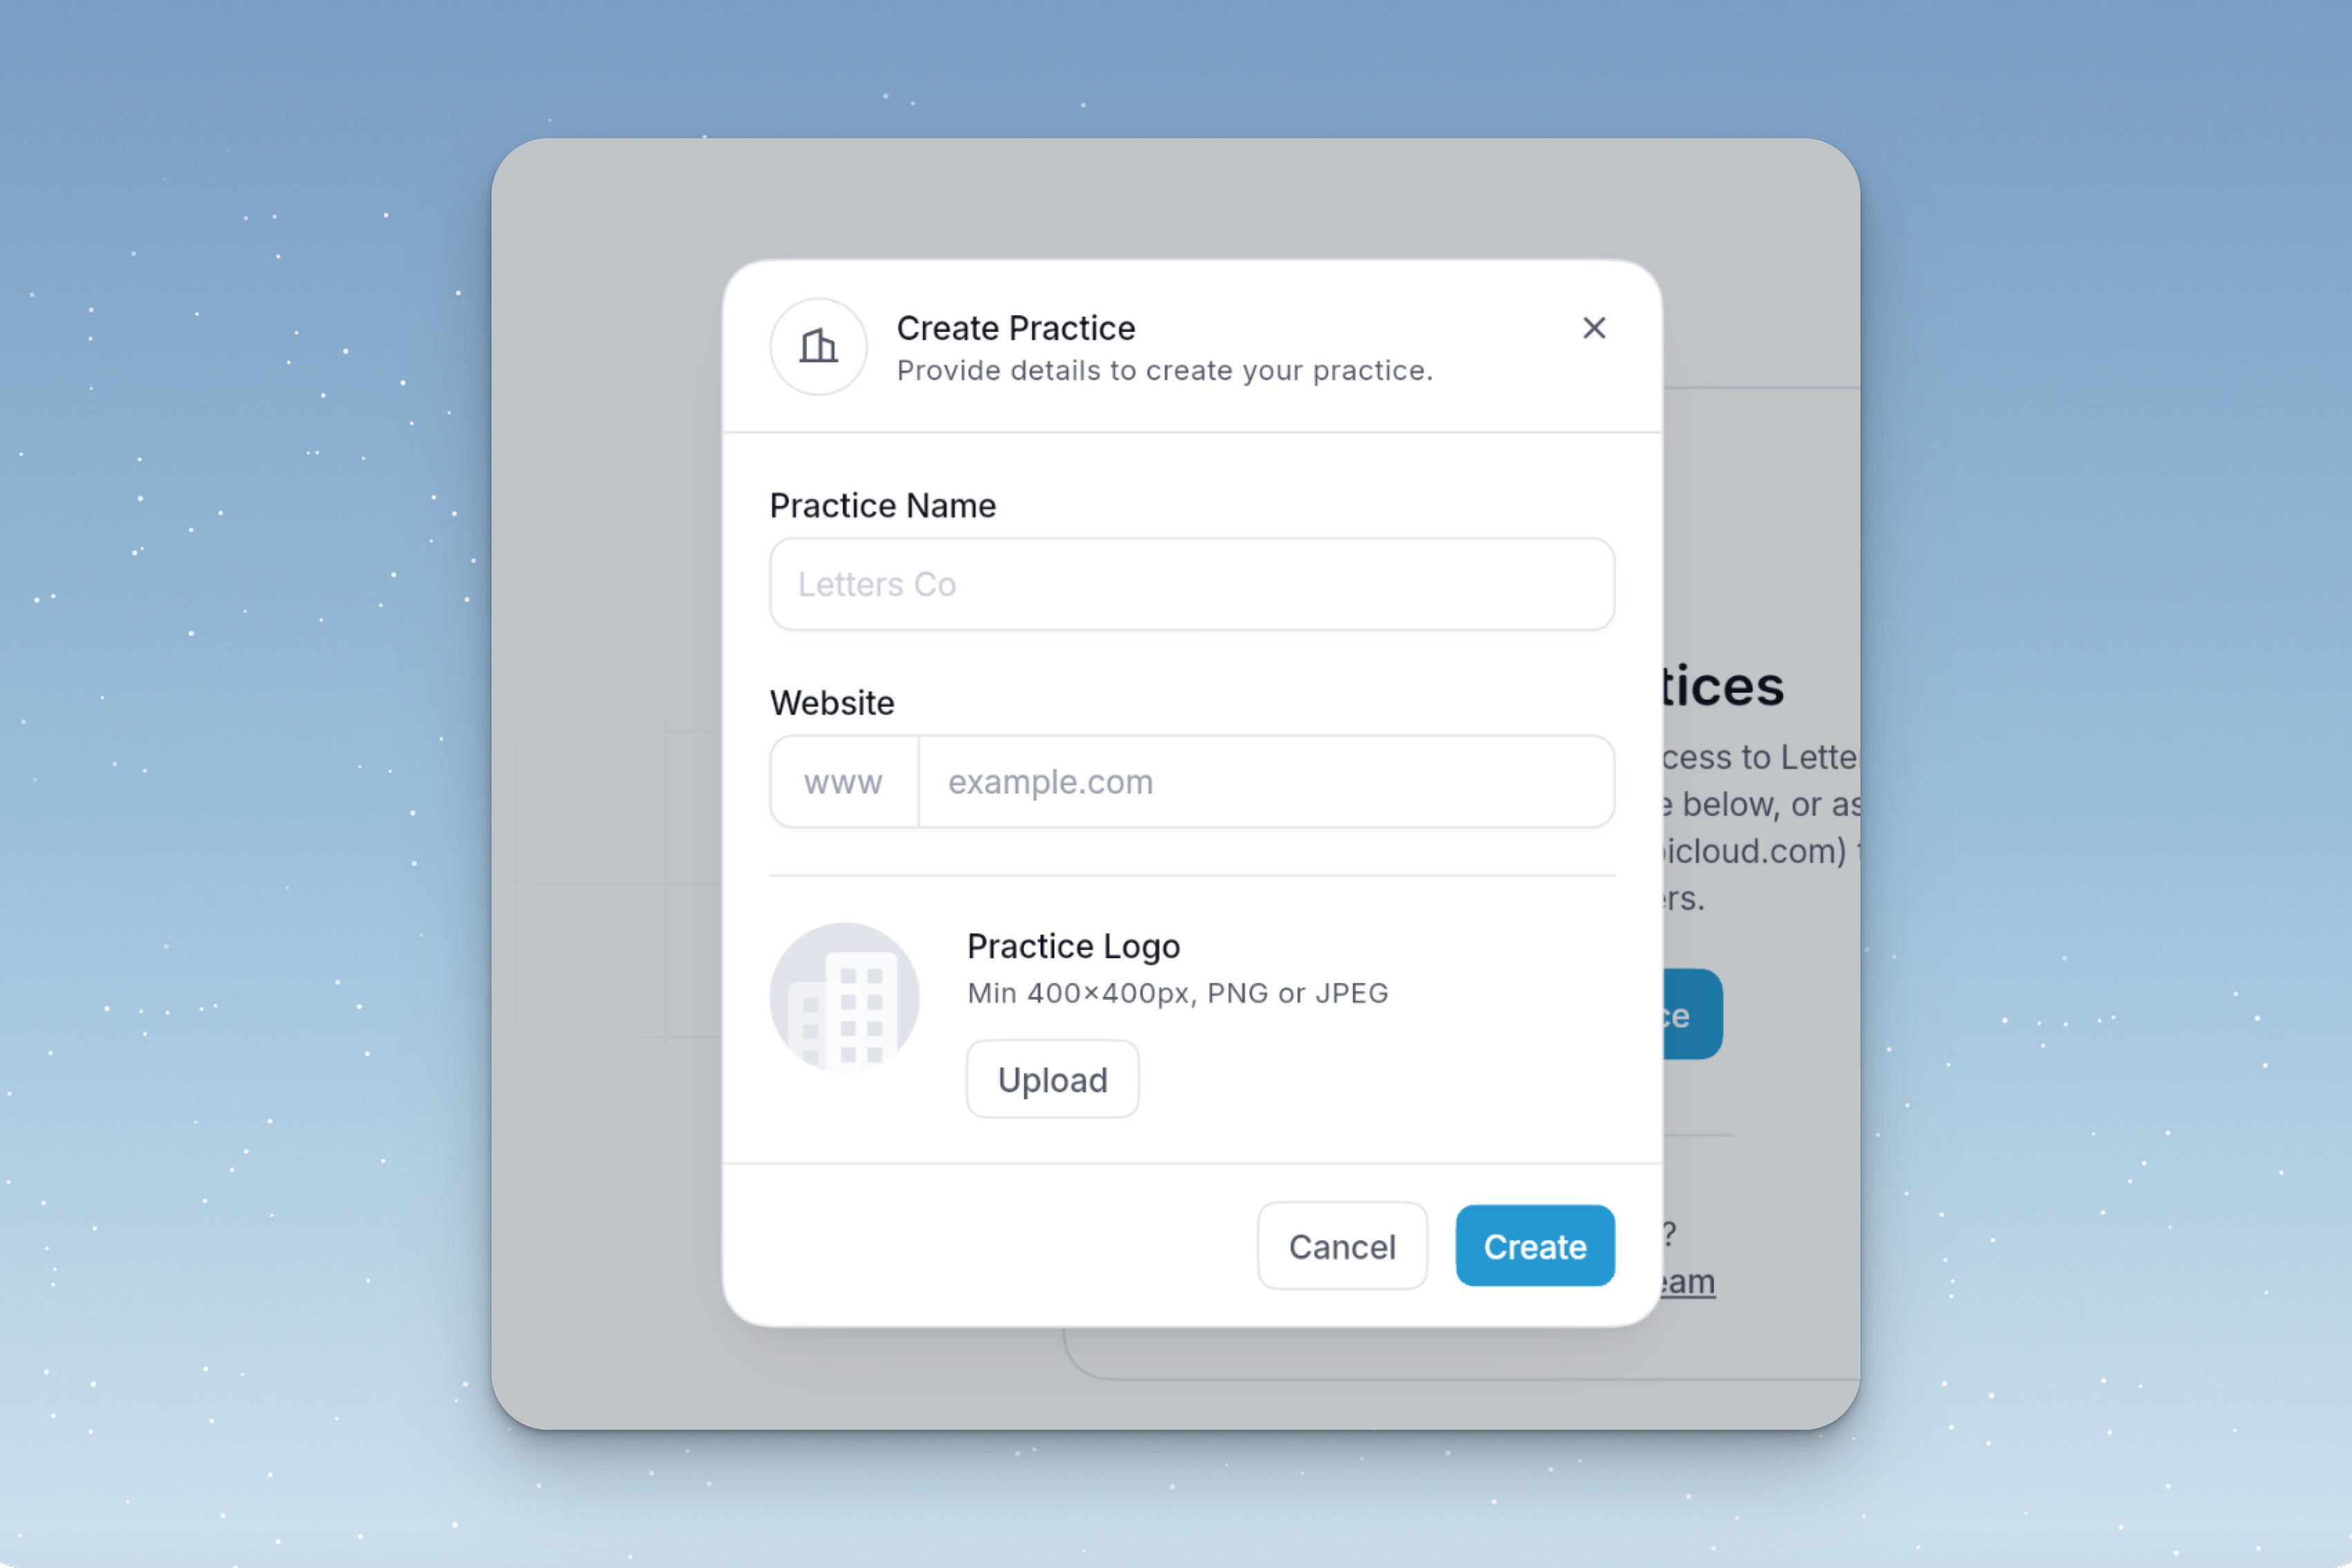 Create Practice
Provide details to create your practice.
Practice Name
Letters Co
Website
www example.com
Practice Logo
Min 400×400px, PNG or JPEG
Upload
Cancel Create
tices
cess to Lette
below, or as
icloud.com)
rs.
ce
?
eam